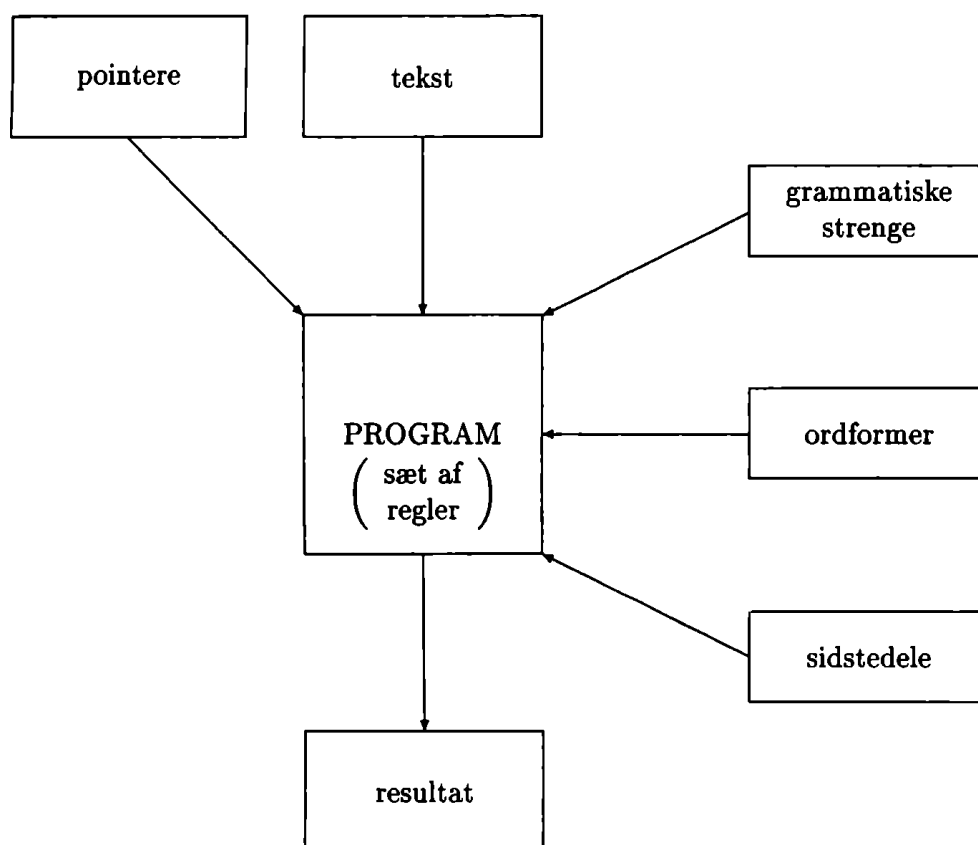 pointere
tekst
grammatiske
strenge
PROGRAM
( sæt af
regler )
ordformer
sidstedele
resultat